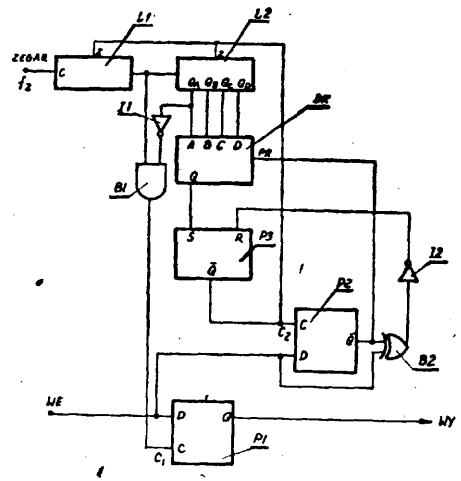 L1
L2
ZEGAR
f₂
C
Z
Z
QA QB QC QD
I1
A B C D
DK
PR
Q
B1
S R
Q̄
P3
I2
P2
C₂
C
D
Q̄
B2
WE
D Q
WY
C
C₁
P1